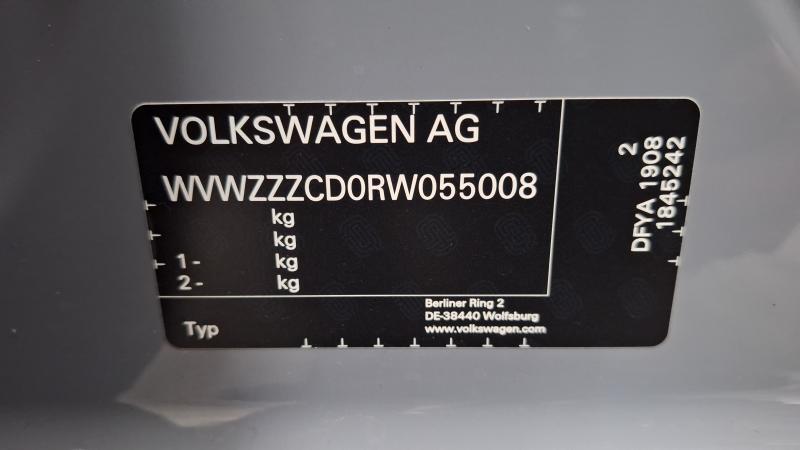 VOLKSWAGEN AG
WVWZZZCD0RW055008
kg
kg
1 - kg
2 - kg
Typ
Berliner Ring 2
DE-38440 Wolfsburg
www.volkswagen.com
2
DFYA 1908
1845242